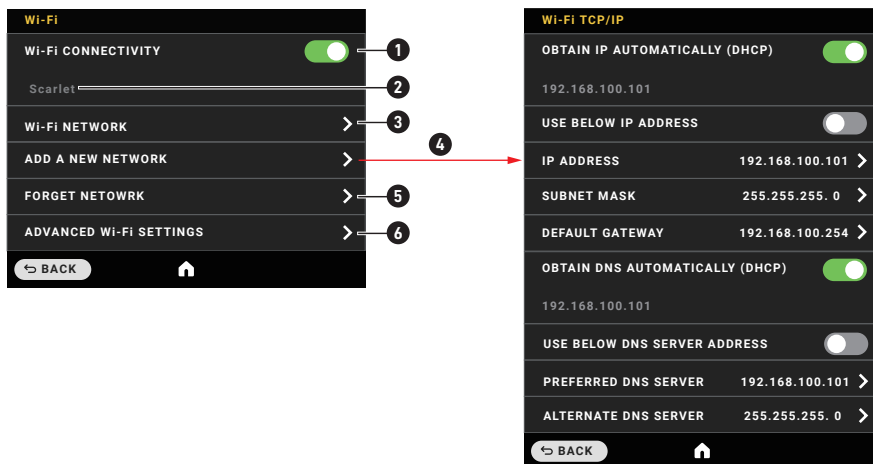 Wi-Fi
Wi-Fi CONNECTIVITY
1
Scarlet
2
Wi-Fi NETWORK
3
ADD A NEW NETWORK
4
FORGET NETOWRK
5
ADVANCED Wi-Fi SETTINGS
6
BACK
Wi-Fi TCP/IP
OBTAIN IP AUTOMATICALLY (DHCP)
192.168.100.101
USE BELOW IP ADDRESS
IP ADDRESS 192.168.100.101
SUBNET MASK 255.255.255. 0
DEFAULT GATEWAY 192.168.100.254
OBTAIN DNS AUTOMATICALLY (DHCP)
192.168.100.101
USE BELOW DNS SERVER ADDRESS
PREFERRED DNS SERVER 192.168.100.101
ALTERNATE DNS SERVER 255.255.255. 0
BACK